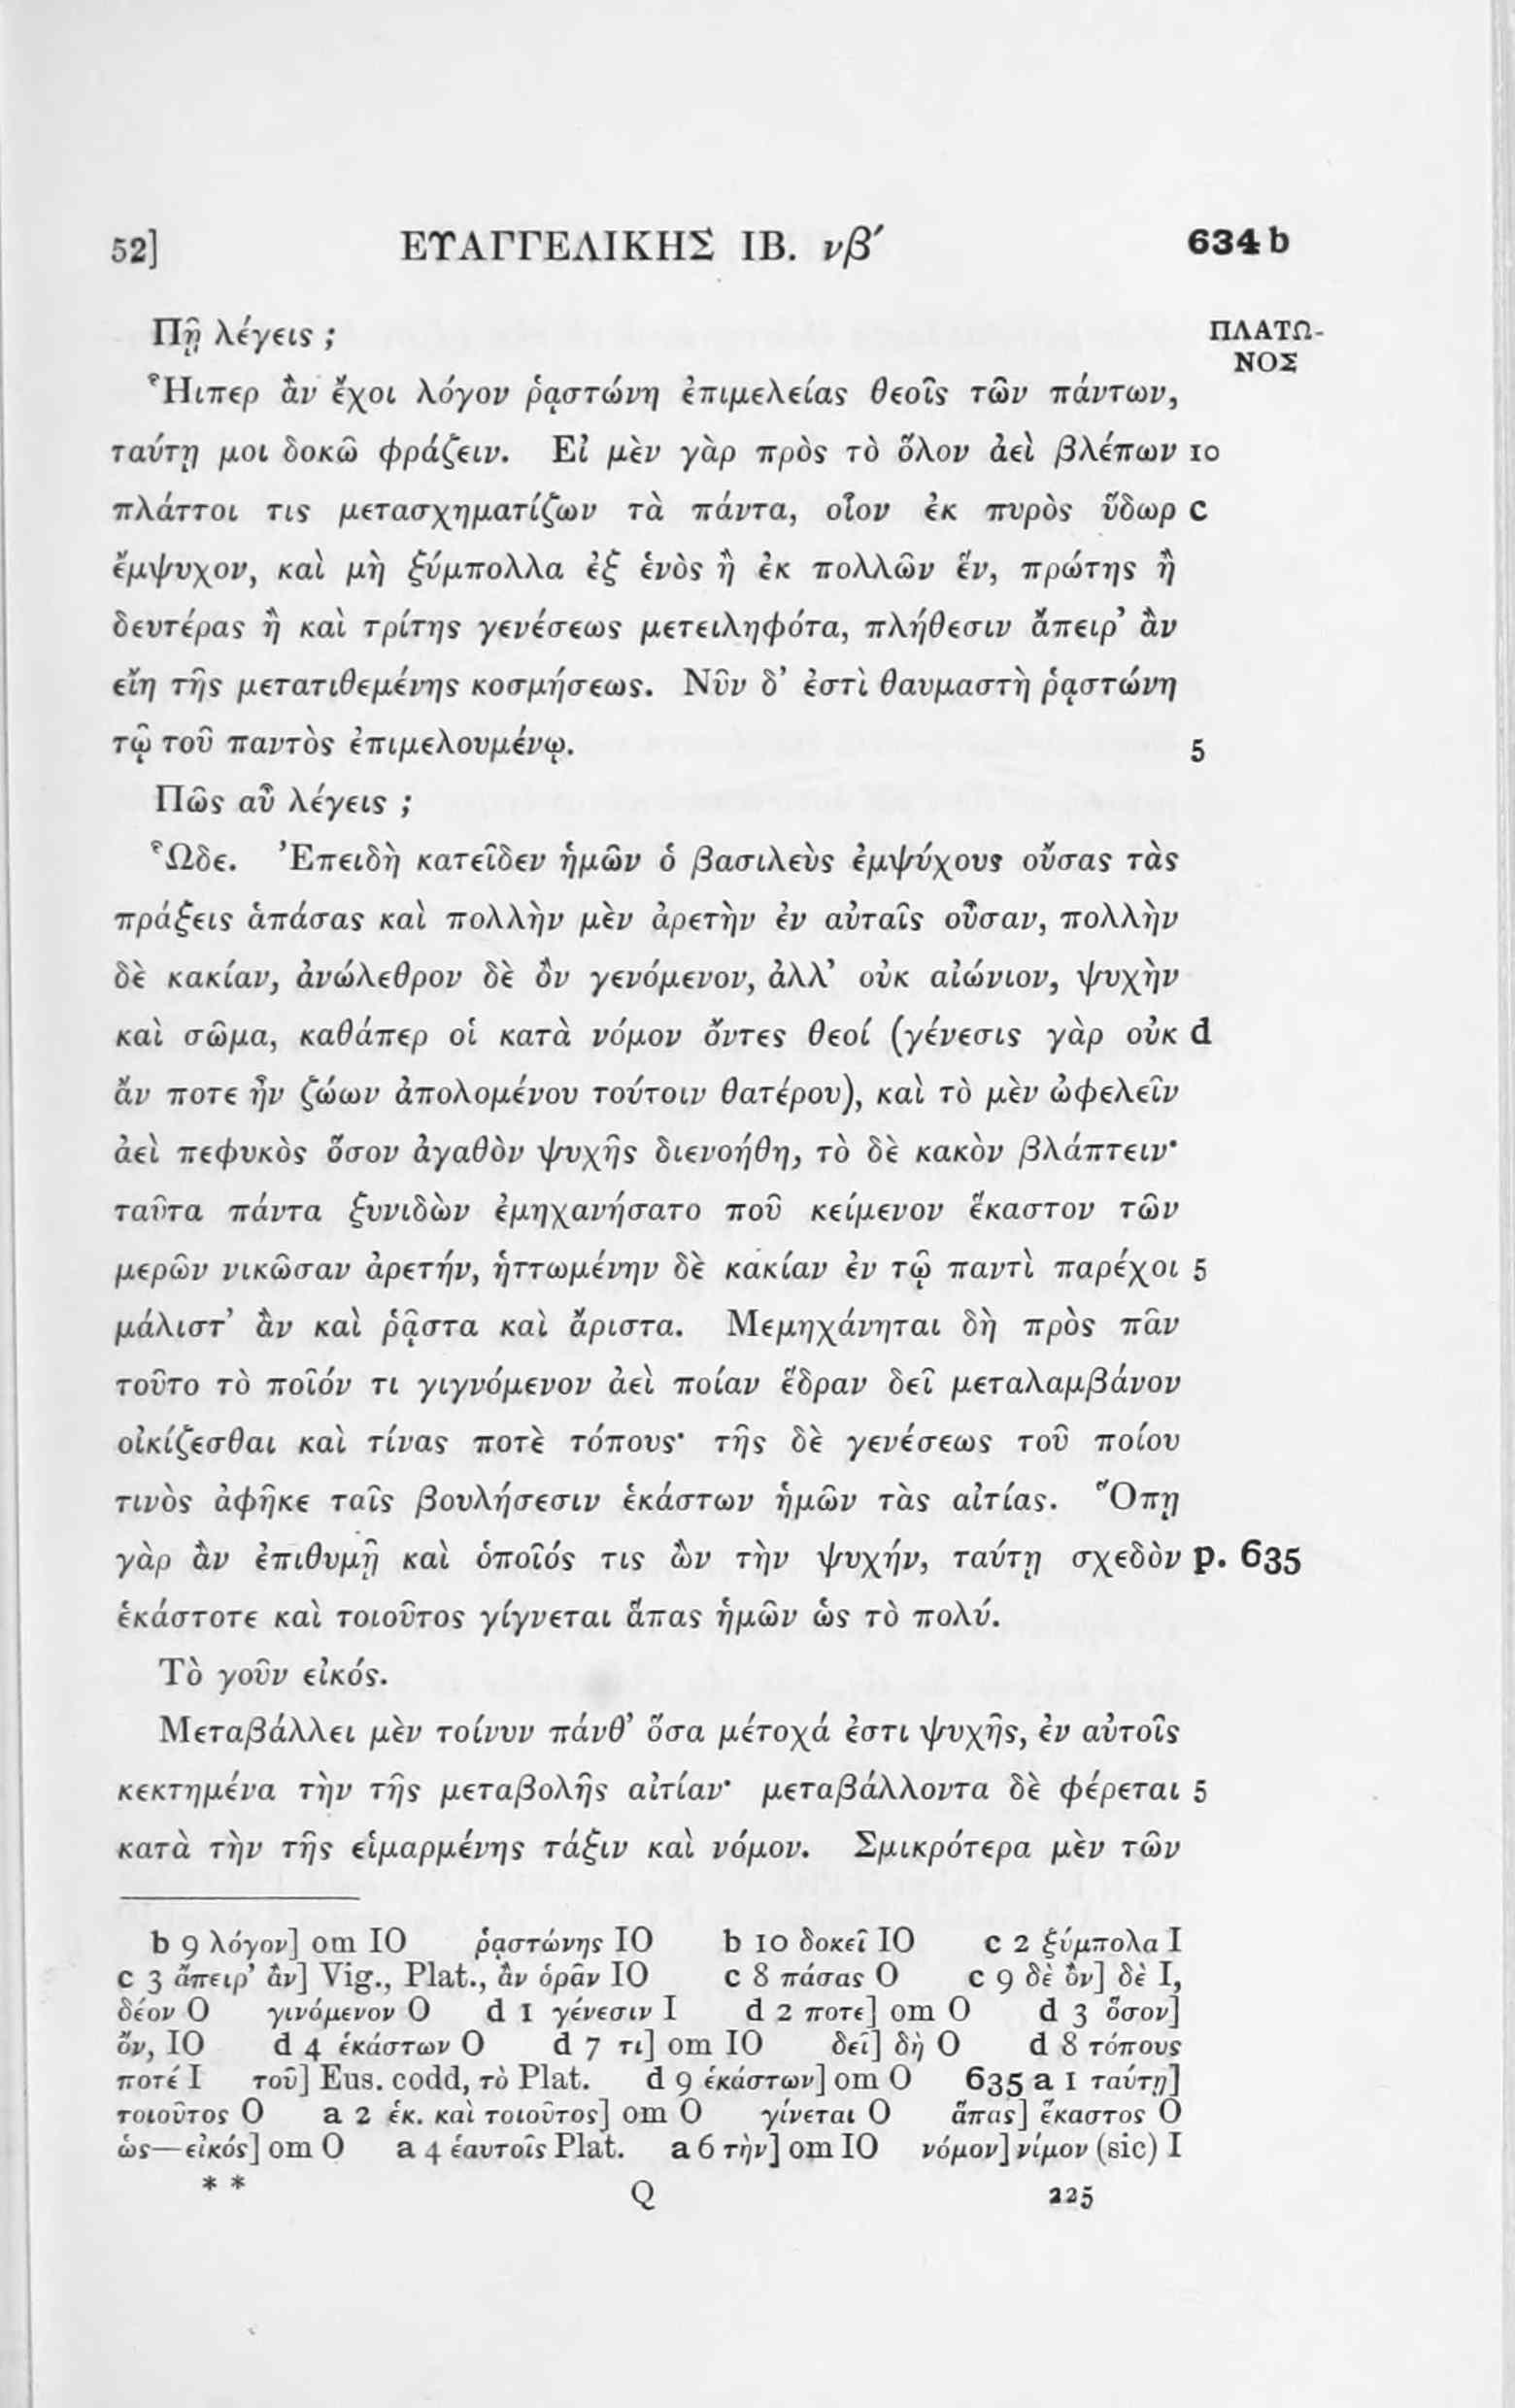 52] ΕΥΑΓΓΕΛΙΚΗΣ ΙΒ. νβ′ 634 b
Πῇ λέγεις ; ΠΛΑΤΩ-
ΝΟΣ
Ἧιπερ ἂν ἔχοι λόγον ῥᾳστώνη ἐπιμελείας θεοῖς τῶν πάντων,
ταύτῃ μοι δοκῶ φράζειν. Εἰ μὲν γὰρ πρὸς τὸ ὅλον ἀεὶ βλέπων 10
πλάττοι τις μετασχηματίζων τὰ πάντα, οἷον ἐκ πυρὸς ὕδωρ c
ἔμψυχον, καὶ μὴ ξύμπολλα ἐξ ἑνὸς ἢ ἐκ πολλῶν ἕν, πρώτης ἢ
δευτέρας ἢ καὶ τρίτης γενέσεως μετειληφότα, πλήθεσιν ἄπειρ’ ἂν
εἴη τῆς μετατιθεμένης κοσμήσεως. Νῦν δ’ ἐστὶ θαυμαστὴ ῥᾳστώνη
τῷ τοῦ παντὸς ἐπιμελουμένῳ. 5
Πῶς αὖ λέγεις ;
Ὧδε. Ἐπειδὴ κατεῖδεν ἡμῶν ὁ βασιλεὺς ἐμψύχους οὔσας τὰς
πράξεις ἁπάσας καὶ πολλὴν μὲν ἀρετὴν ἐν αὐταῖς οὖσαν, πολλὴν
δὲ κακίαν, ἀνώλεθρον δὲ ὂν γενόμενον, ἀλλ’ οὐκ αἰώνιον, ψυχὴν
καὶ σῶμα, καθάπερ οἱ κατὰ νόμον ὄντες θεοί (γένεσις γὰρ οὐκ d
ἄν ποτε ἦν ζώων ἀπολομένου τούτοιν θατέρου), καὶ τὸ μὲν ὠφελεῖν
ἀεὶ πεφυκὸς ὅσον ἀγαθὸν ψυχῆς διενοήθη, τὸ δὲ κακὸν βλάπτειν·
ταῦτα πάντα ξυνιδὼν ἐμηχανήσατο ποῦ κείμενον ἕκαστον τῶν
μερῶν νικῶσαν ἀρετήν, ἡττωμένην δὲ κακίαν ἐν τῷ παντὶ παρέχοι 5
μάλιστ’ ἂν καὶ ῥᾷστα καὶ ἄριστα. Μεμηχάνηται δὴ πρὸς πᾶν
τοῦτο τὸ ποῖόν τι γιγνόμενον ἀεὶ ποίαν ἕδραν δεῖ μεταλαμβάνον
οἰκίζεσθαι καὶ τίνας ποτὲ τόπους· τῆς δὲ γενέσεως τοῦ ποίου
τινὸς ἀφῆκε ταῖς βουλήσεσιν ἑκάστων ἡμῶν τὰς αἰτίας. Ὅπῃ
γὰρ ἂν ἐπιθυμῇ καὶ ὁποῖός τις ὢν τὴν ψυχήν, ταύτῃ σχεδὸν p. 635
ἑκάστοτε καὶ τοιοῦτος γίγνεται ἅπας ἡμῶν ὡς τὸ πολύ.
Τὸ γοῦν εἰκός.
Μεταβάλλει μὲν τοίνυν πάνθ’ ὅσα μέτοχά ἐστι ψυχῆς, ἐν αὐτοῖς
κεκτημένα τὴν τῆς μεταβολῆς αἰτίαν· μεταβάλλοντα δὲ φέρεται 5
κατὰ τὴν τῆς εἱμαρμένης τάξιν καὶ νόμον. Σμικρότερα μὲν τῶν
b 9 λόγον] om IO ῥᾳστώνης IO b 10 δοκεῖ IO c 2 ξύμπολα I
c 3 ἄπειρ’ ἂν] Vig., Plat., ἂν ὁρᾶν IO c 8 πάσας O c 9 δὲ ὂν] δὲ I,
δέον O γινόμενον O d 1 γένεσιν I d 2 ποτε] om O d 3 ὅσον]
ὄν, IO d 4 ἑκάστων O d 7 τι] om IO δεῖ] δὴ O d 8 τόπους
ποτέ I τοῦ] Eus. codd, τὸ Plat. d 9 ἑκάστων] om O 635 a 1 ταύτῃ]
τοιοῦτος O a 2 ἑκ. καὶ τοιοῦτος] om O γίνεται O ἅπας] ἕκαστος O
ὡς—εἰκός] om O a 4 ἑαυτοῖς Plat. a 6 τὴν] om IO νόμον] νίμον (sic) I
* * Q 225